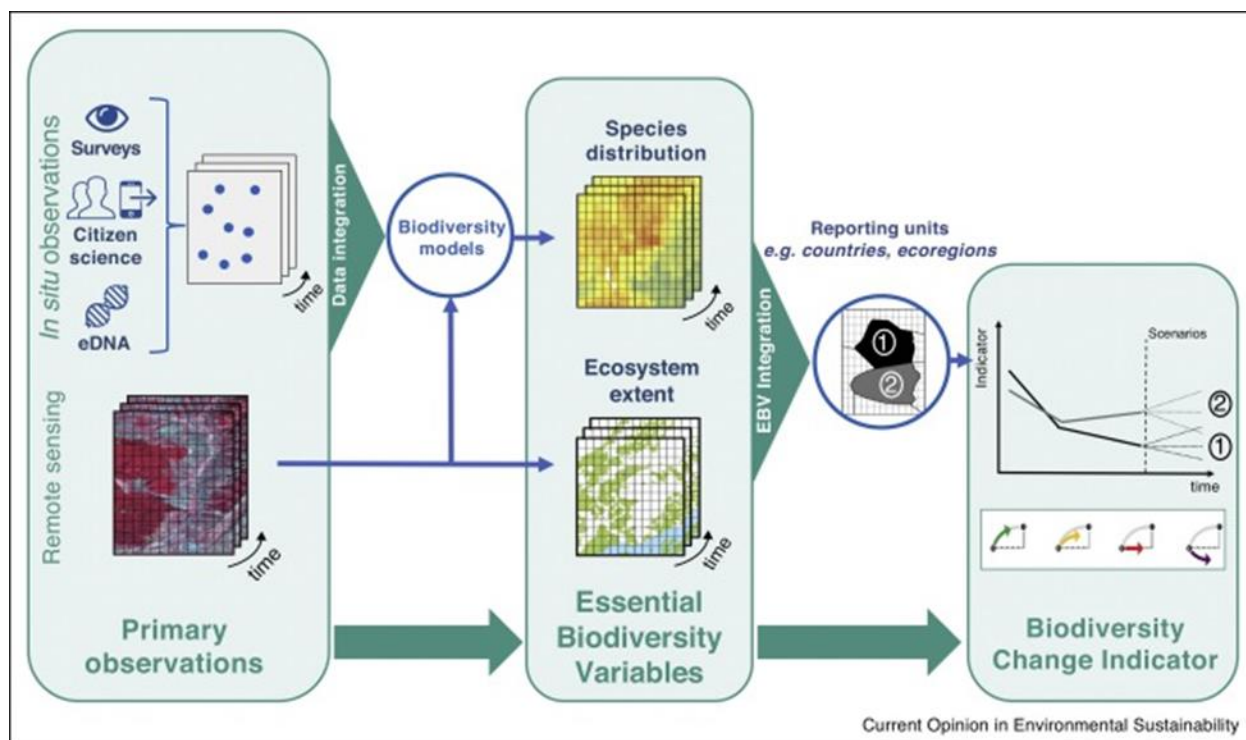 In situ observations
Surveys
Citizen
science
eDNA
time
Remote sensing
time
Primary
observations
Data integration
Biodiversity
models
Species
distribution
time
Ecosystem
extent
time
Essential
Biodiversity
Variables
EBV Integration
Reporting units
e.g. countries, ecoregions
①
②
Indicator
Scenarios
②
①
time
Biodiversity
Change Indicator
Current Opinion in Environmental Sustainability